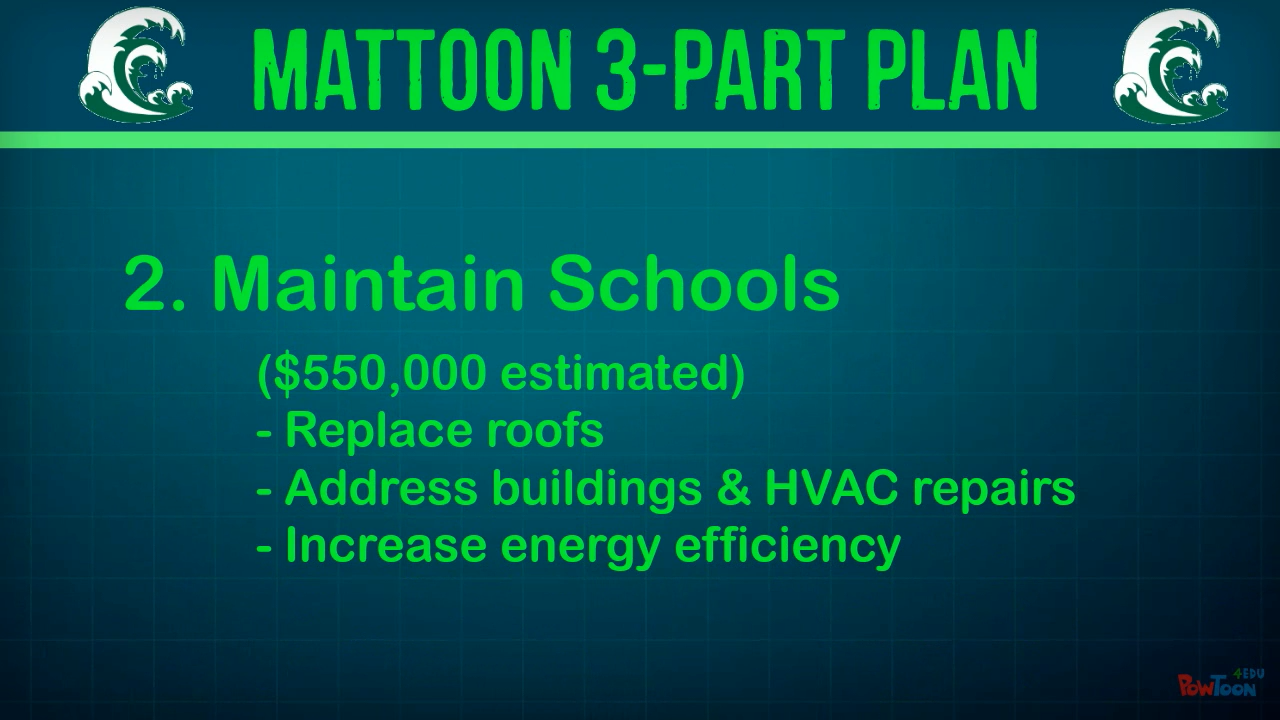 MATTOON 3-PART PLAN
2. Maintain Schools
($550,000 estimated)
- Replace roofs
- Address buildings & HVAC repairs
- Increase energy efficiency
4EDU
PowToon